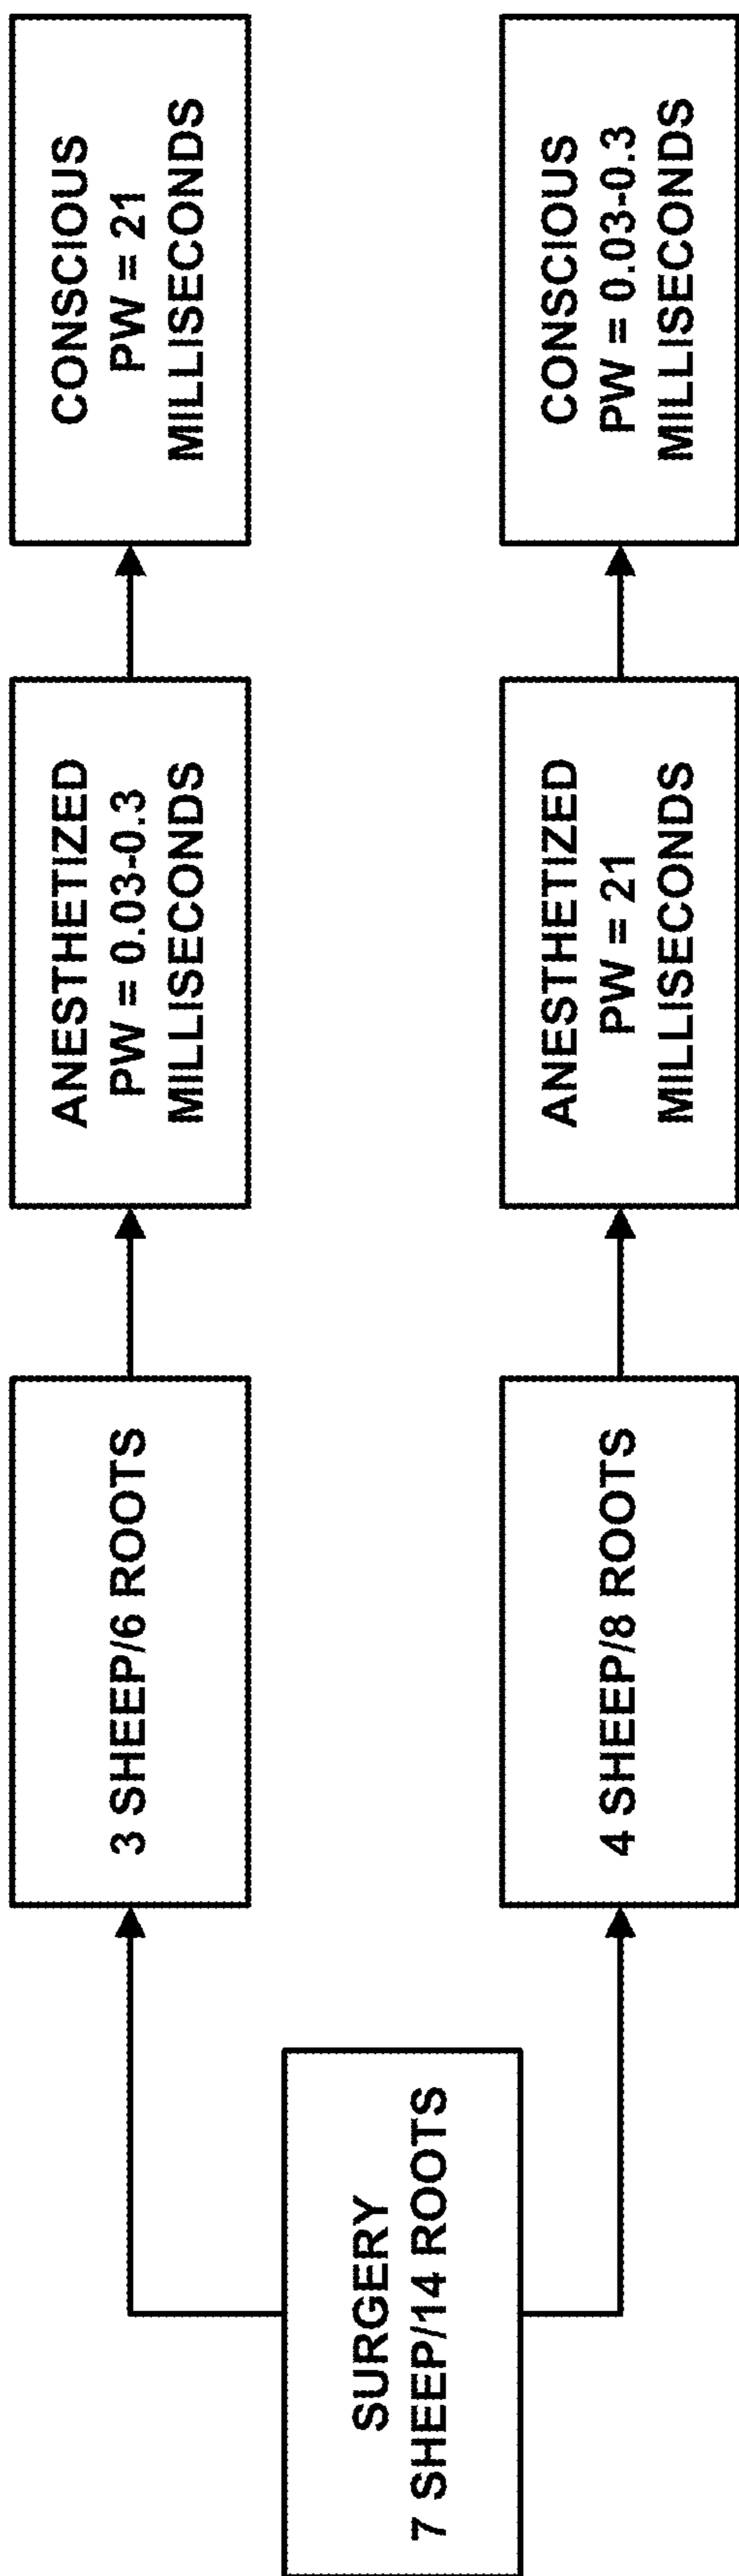 SURGERY
7 SHEEP/14 ROOTS
3 SHEEP/6 ROOTS
ANESTHETIZED
PW = 0.03-0.3
MILLISECONDS
CONSCIOUS
PW = 21
MILLISECONDS
4 SHEEP/8 ROOTS
ANESTHETIZED
PW = 21
MILLISECONDS
CONSCIOUS
PW = 0.03-0.3
MILLISECONDS